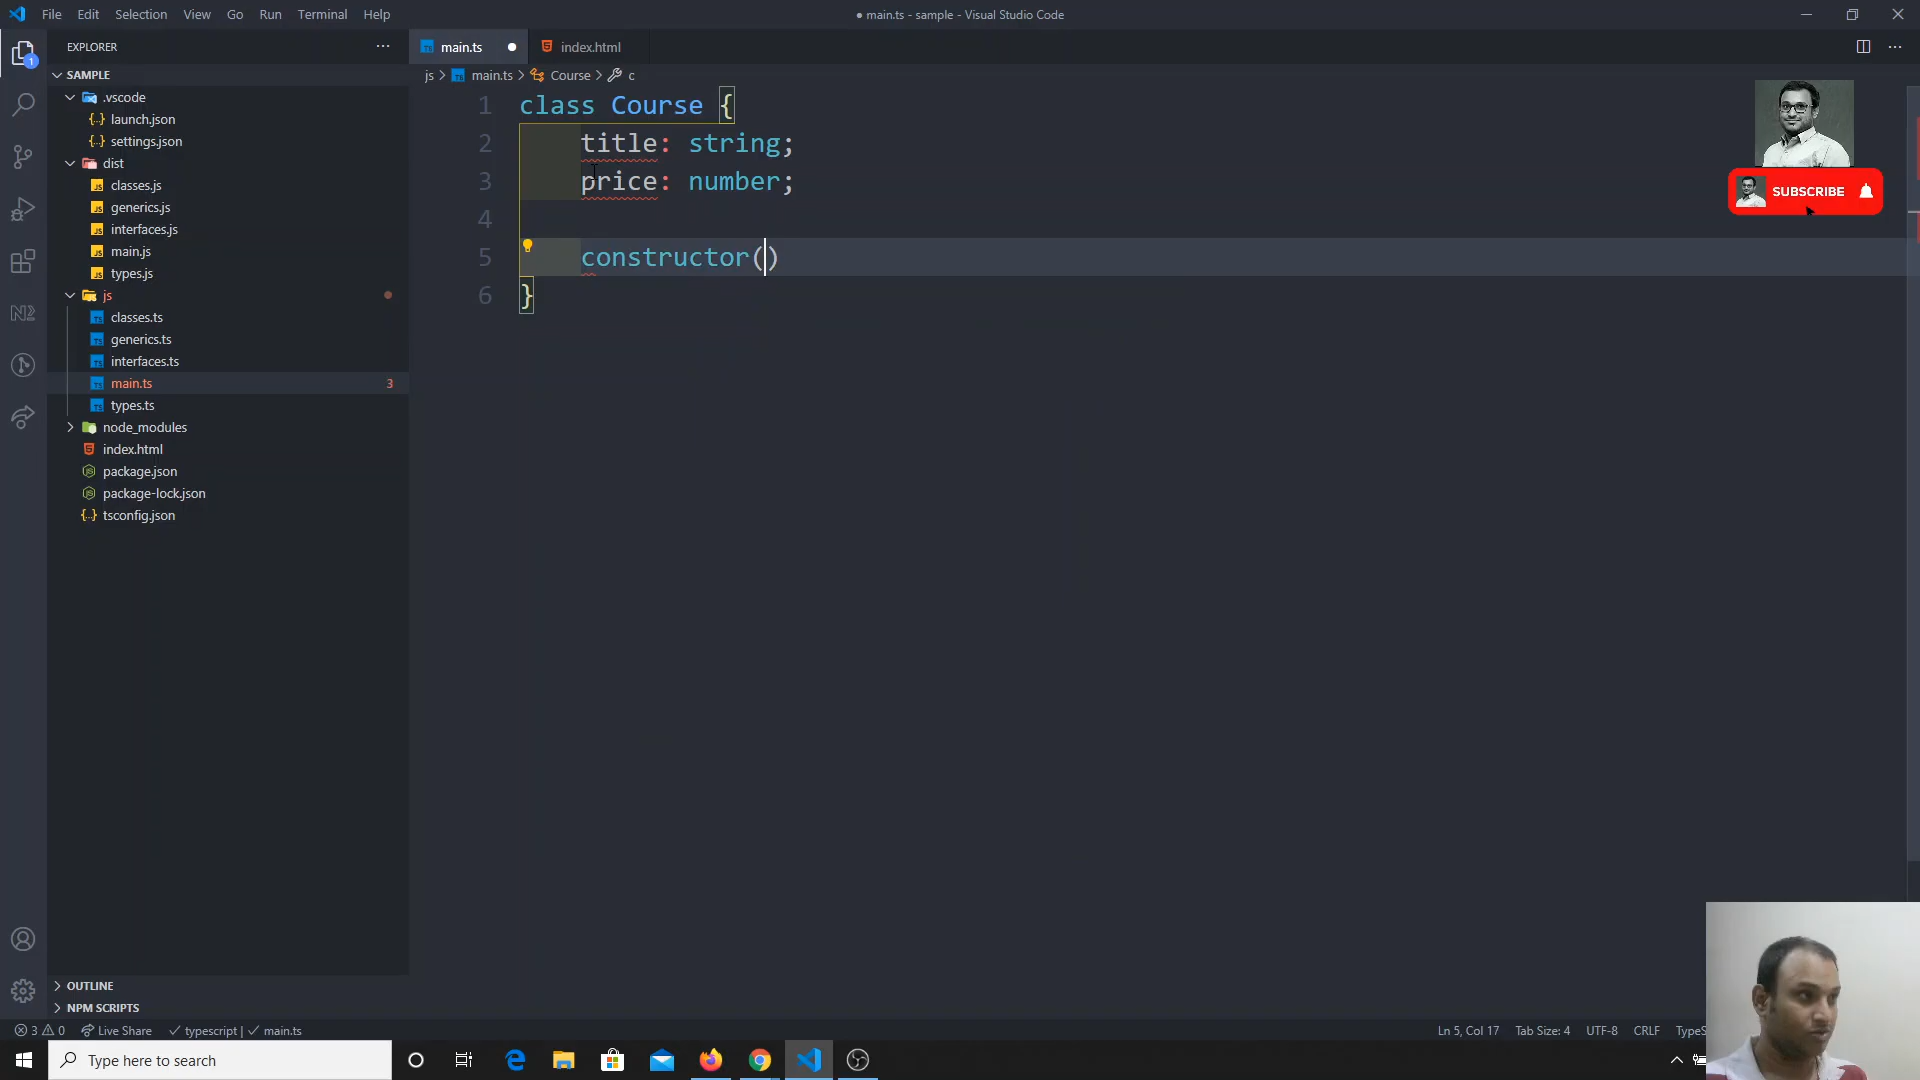 File Edit Selection View Go Run Terminal Help
● main.ts - sample - Visual Studio Code
EXPLORER
main.ts
index.html
1
SAMPLE
js > main.ts > Course > c
.vscode
launch.json
settings.json
dist
classes.js
generics.js
interfaces.js
main.js
types.js
js
classes.ts
generics.ts
interfaces.ts
main.ts 3
types.ts
node_modules
index.html
package.json
package-lock.json
tsconfig.json
1 class Course {
2 title: string;
3 price: number;
4
5 constructor()
6 }
SUBSCRIBE
OUTLINE
NPM SCRIPTS
3 0 Live Share typescript | main.ts
Ln 5, Col 17 Tab Size: 4 UTF-8 CRLF TypeS
Type here to search